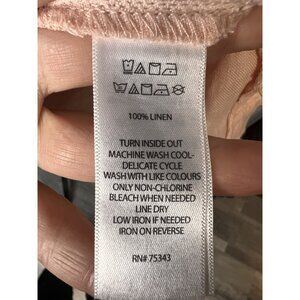 100% LINEN
TURN INSIDE OUT
MACHINE WASH COOL-
DELICATE CYCLE
WASH WITH LIKE COLOURS
ONLY NON-CHLORINE
BLEACH WHEN NEEDED
LINE DRY
LOW IRON IF NEEDED
IRON ON REVERSE
RN# 75343